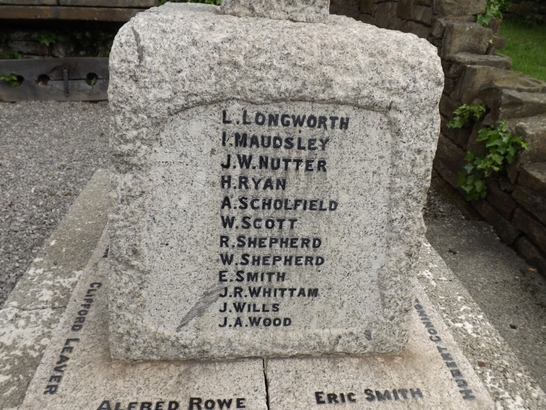 L. LONGWORTH
I. MAUDSLEY
J. W. NUTTER
H. RYAN
A. SCHOLFIELD
W. SCOTT
R. SHEPHERD
W. SHEPHERD
E. SMITH
J. R. WHITTAM
J. WILLS
J. A. WOOD
CLIFFORD LEAVER
ALFRED ROWE
ERIC SMITH